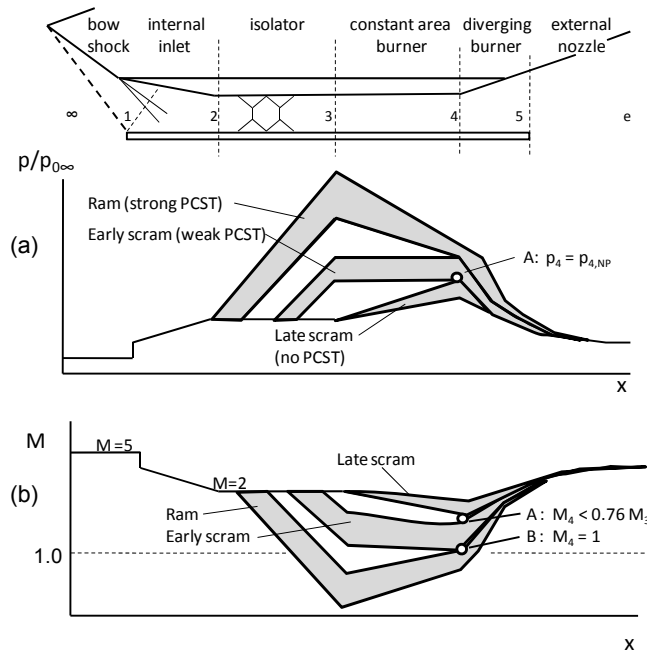 bow shock
internal inlet
isolator
constant area burner
diverging burner
external nozzle
∞ 1 2 3 4 5 e
p/p0∞
(a)
Ram (strong PCST)
Early scram (weak PCST)
A: p4 = p4,NP
Late scram
(no PCST)
x
M
(b)
M=5
M=2
Late scram
Ram
Early scram
A : M4 < 0.76 M3
B : M4 = 1
1.0
x